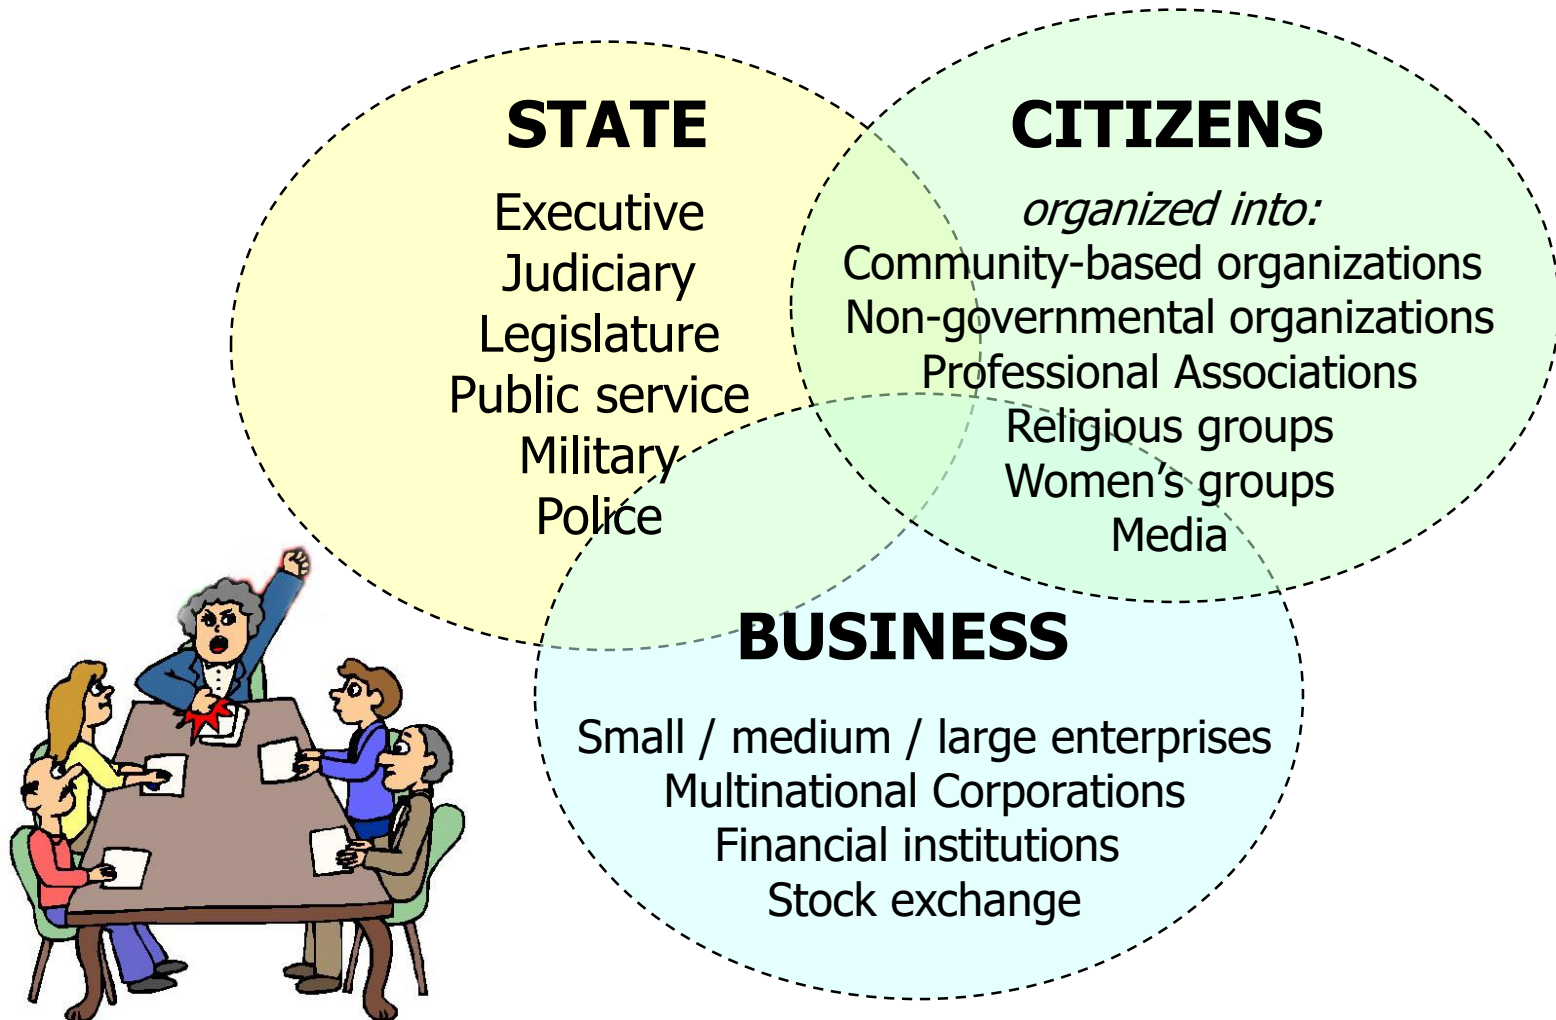 STATE
Executive
Judiciary
Legislature
Public service
Military
Police
CITIZENS
organized into:
Community-based organizations
Non-governmental organizations
Professional Associations
Religious groups
Women’s groups
Media
BUSINESS
Small / medium / large enterprises
Multinational Corporations
Financial institutions
Stock exchange